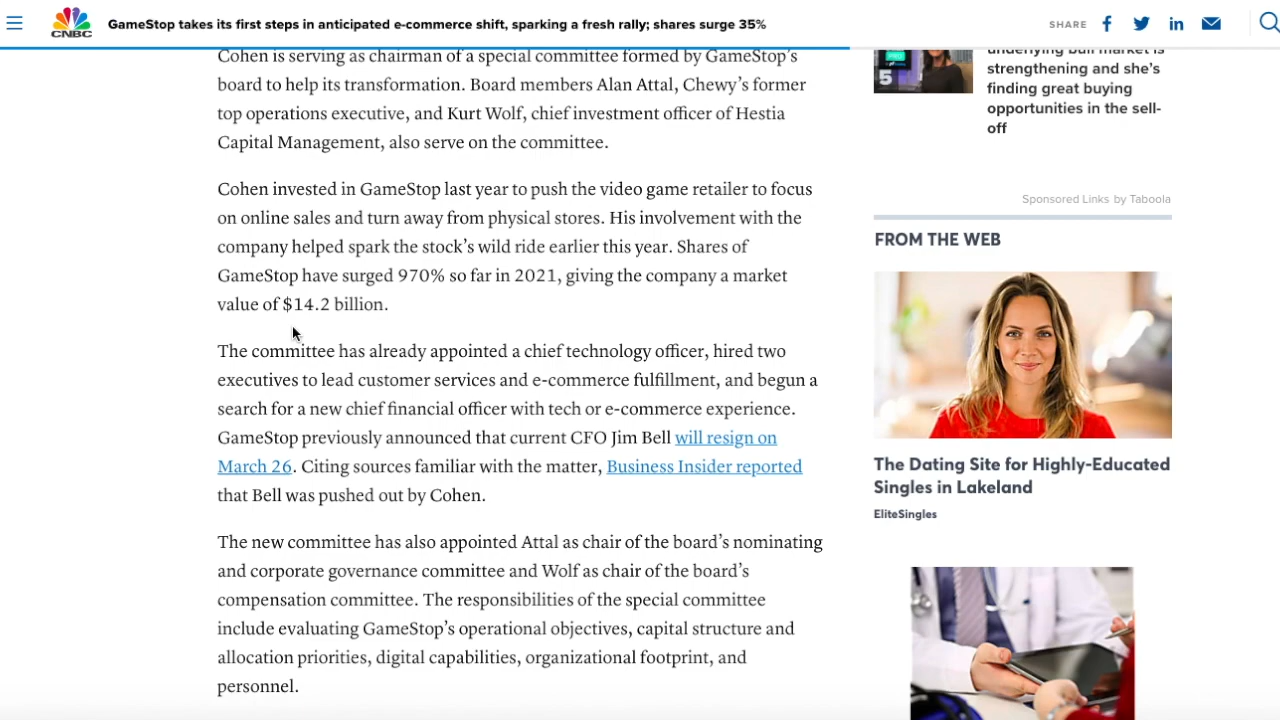 CNBC
GameStop takes its first steps in anticipated e-commerce shift, sparking a fresh rally; shares surge 35%
SHARE
Cohen is serving as chairman of a special committee formed by GameStop's
board to help its transformation. Board members Alan Attal, Chewy's former
top operations executive, and Kurt Wolf, chief investment officer of Hestia
Capital Management, also serve on the committee.
Cohen invested in GameStop last year to push the video game retailer to focus
on online sales and turn away from physical stores. His involvement with the
company helped spark the stock's wild ride earlier this year. Shares of
GameStop have surged 970% so far in 2021, giving the company a market
value of $14.2 billion.
The committee has already appointed a chief technology officer, hired two
executives to lead customer services and e-commerce fulfillment, and begun a
search for a new chief financial officer with tech or e-commerce experience.
GameStop previously announced that current CFO Jim Bell will resign on
March 26. Citing sources familiar with the matter, Business Insider reported
that Bell was pushed out by Cohen.
The new committee has also appointed Attal as chair of the board's nominating
and corporate governance committee and Wolf as chair of the board's
compensation committee. The responsibilities of the special committee
include evaluating GameStop's operational objectives, capital structure and
allocation priorities, digital capabilities, organizational footprint, and
personnel.
5
underlying bull market is
strengthening and she's
finding great buying
opportunities in the sell-
off
Sponsored Links by Taboola
FROM THE WEB
The Dating Site for Highly-Educated
Singles in Lakeland
EliteSingles